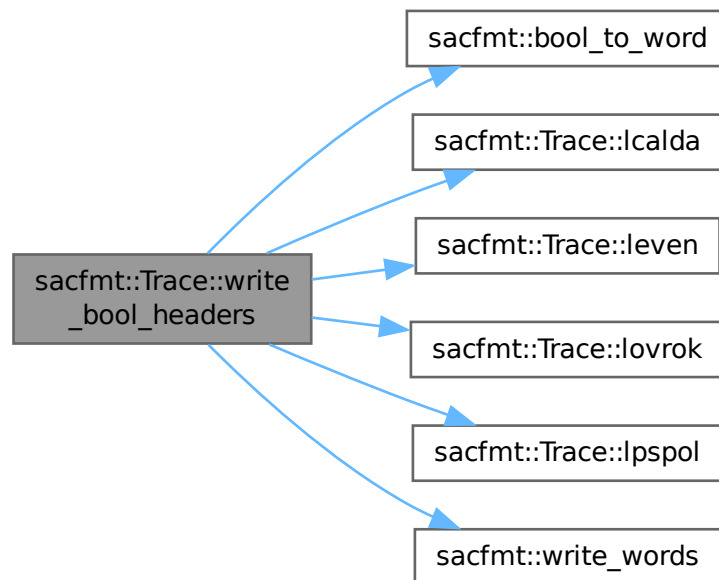 sacfmt::bool_to_word
sacfmt::Trace::lcalda
sacfmt::Trace::leven
sacfmt::Trace::write
_bool_headers
sacfmt::Trace::lovrok
sacfmt::Trace::lpspol
sacfmt::write_words